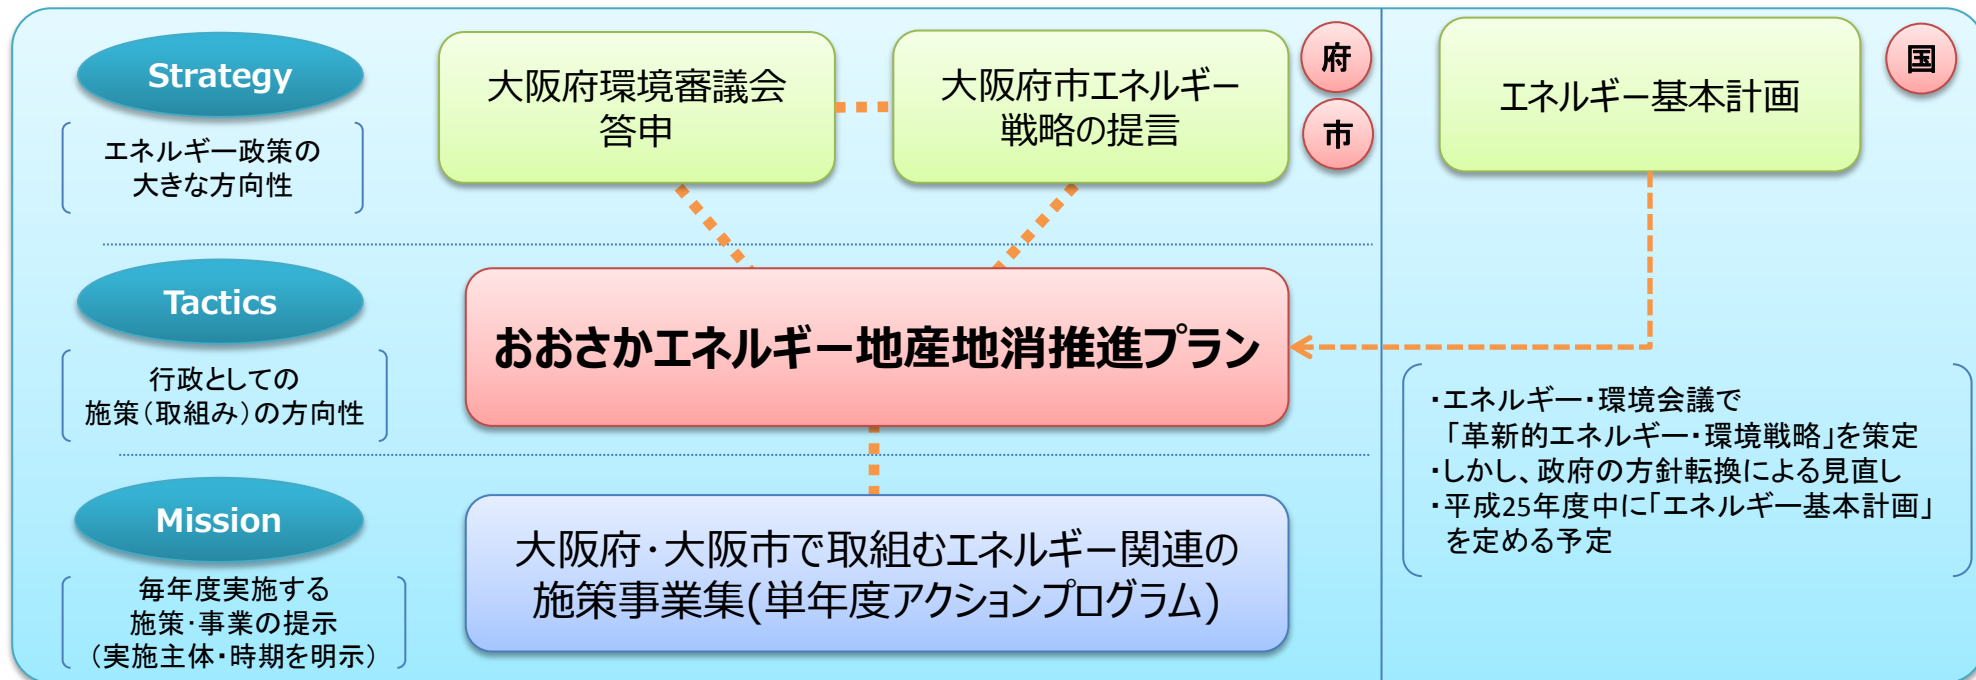 Strategy
エネルギー政策の
大きな方向性
大阪府環境審議会
答申
大阪府市エネルギー
戦略の提言
府
市
エネルギー基本計画
国
Tactics
行政としての
施策（取組み）の方向性
おおさかエネルギー地産地消推進プラン
・エネルギー・環境会議で
「革新的エネルギー・環境戦略」を策定
・しかし、政府の方針転換による見直し
・平成25年度中に「エネルギー基本計画」
を定める予定
Mission
毎年度実施する
施策・事業の提示
（実施主体・時期を明示）
大阪府・大阪市で取組むエネルギー関連の
施策事業集(単年度アクションプログラム)